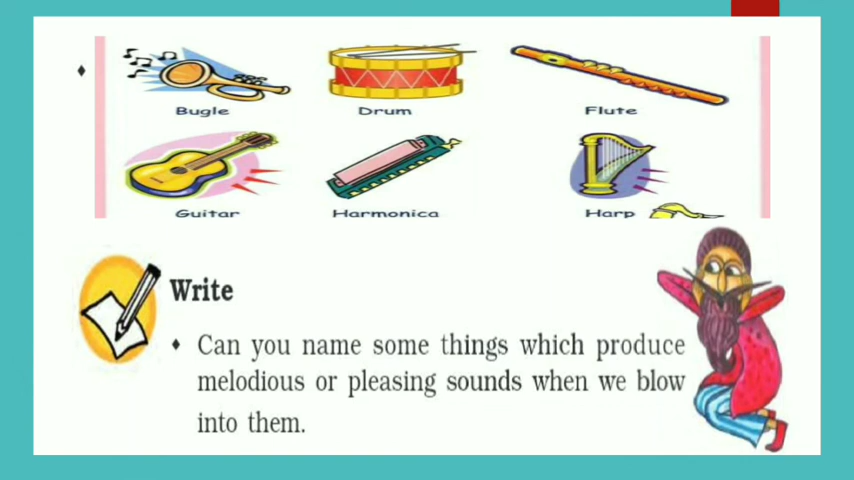 Bugle Drum Flute
Guitar Harmonica Harp
Write
♦ Can you name some things which produce
melodious or pleasing sounds when we blow
into them.